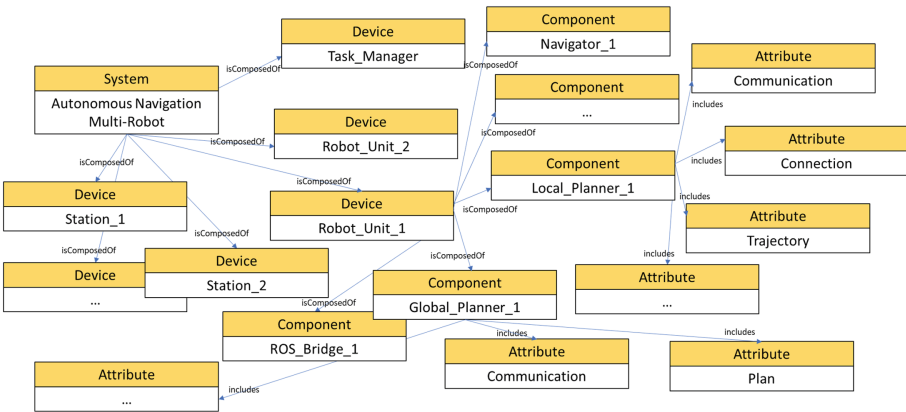 Component
Navigator_1
Device
Task_Manager
isComposedOf
isComposedOf
Attribute
Communication
System
Autonomous Navigation
Multi-Robot
Component
...
includes
Device
Robot_Unit_2
isComposedOf
isComposedOf
Attribute
Connection
isComposedOf
Component
Local_Planner_1
includes
isComposedOf
Device
Station_1
Device
Robot_Unit_1
isComposedOf
includes
Attribute
Trajectory
isComposedOf
isComposedOf
isComposedOf
includes
Device
...
Device
Station_2
Component
Global_Planner_1
Attribute
...
isComposedOf
Component
ROS_Bridge_1
includes
includes
Attribute
Communication
Attribute
Plan
Attribute
...
includes